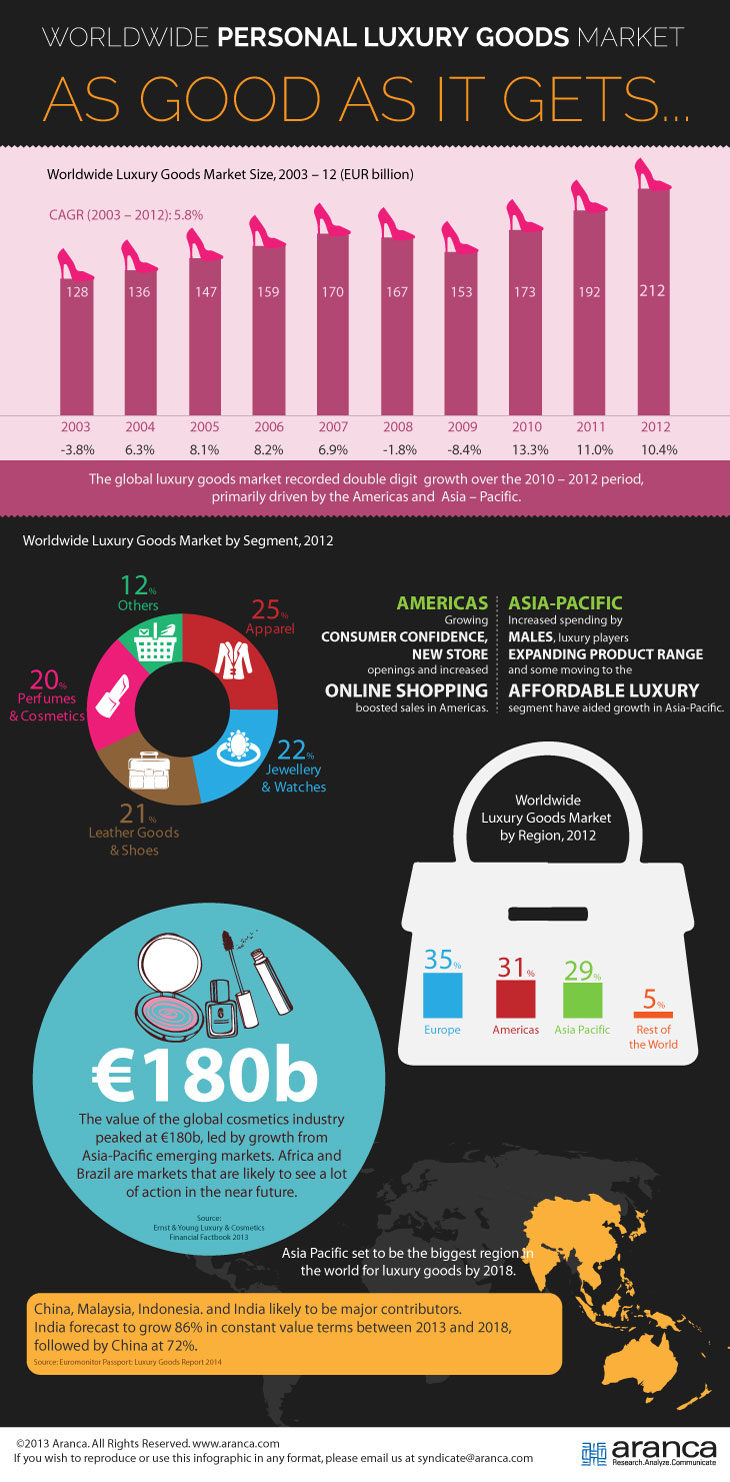 WORLDWIDE PERSONAL LUXURY GOODS MARKET
AS GOOD AS IT GETS...
Worldwide Luxury Goods Market Size, 2003 – 12 (EUR billion)
CAGR (2003 – 2012): 5.8%
128 136 147 159 170 167 153 173 192 212
2003 2004 2005 2006 2007 2008 2009 2010 2011 2012
-3.8% 6.3% 8.1% 8.2% 6.9% -1.8% -8.4% 13.3% 11.0% 10.4%
The global luxury goods market recorded double digit growth over the 2010 – 2012 period,
primarily driven by the Americas and Asia – Pacific.
Worldwide Luxury Goods Market by Segment, 2012
12%
Others
25%
Apparel
20%
Perfumes
& Cosmetics
22%
Jewellery
& Watches
21%
Leather Goods
& Shoes
AMERICAS
Growing
CONSUMER CONFIDENCE,
NEW STORE
openings and increased
ONLINE SHOPPING
boosted sales in Americas.
ASIA-PACIFIC
Increased spending by
MALES, luxury players
EXPANDING PRODUCT RANGE
and some moving to the
AFFORDABLE LUXURY
segment have aided growth in Asia-Pacific.
Worldwide
Luxury Goods Market
by Region, 2012
35% 31% 29% 5%
Europe Americas Asia Pacific Rest of
the World
€180b
The value of the global cosmetics industry
peaked at €180b, led by growth from
Asia-Pacific emerging markets. Africa and
Brazil are markets that are likely to see a lot
of action in the near future.
Source:
Ernst & Young Luxury & Cosmetics
Financial Factbook 2013
Asia Pacific set to be the biggest region in
the world for luxury goods by 2018.
China, Malaysia, Indonesia. and India likely to be major contributors.
India forecast to grow 86% in constant value terms between 2013 and 2018,
followed by China at 72%.
Source: Euromonitor Passport: Luxury Goods Report 2014
©2013 Aranca. All Rights Reserved. www.aranca.com
If you wish to reproduce or use this infographic in any format, please email us at syndicate@aranca.com
aranca
Research.Analyze.Communicate